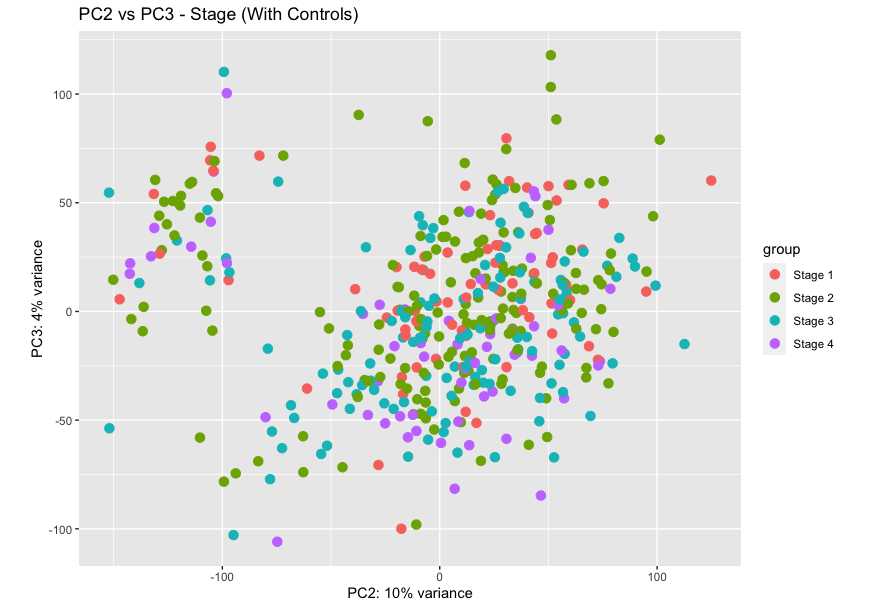 PC2 vs PC3 - Stage (With Controls)
100
50
0
-50
-100
PC3: 4% variance
-100
0
100
PC2: 10% variance
group
Stage 1
Stage 2
Stage 3
Stage 4